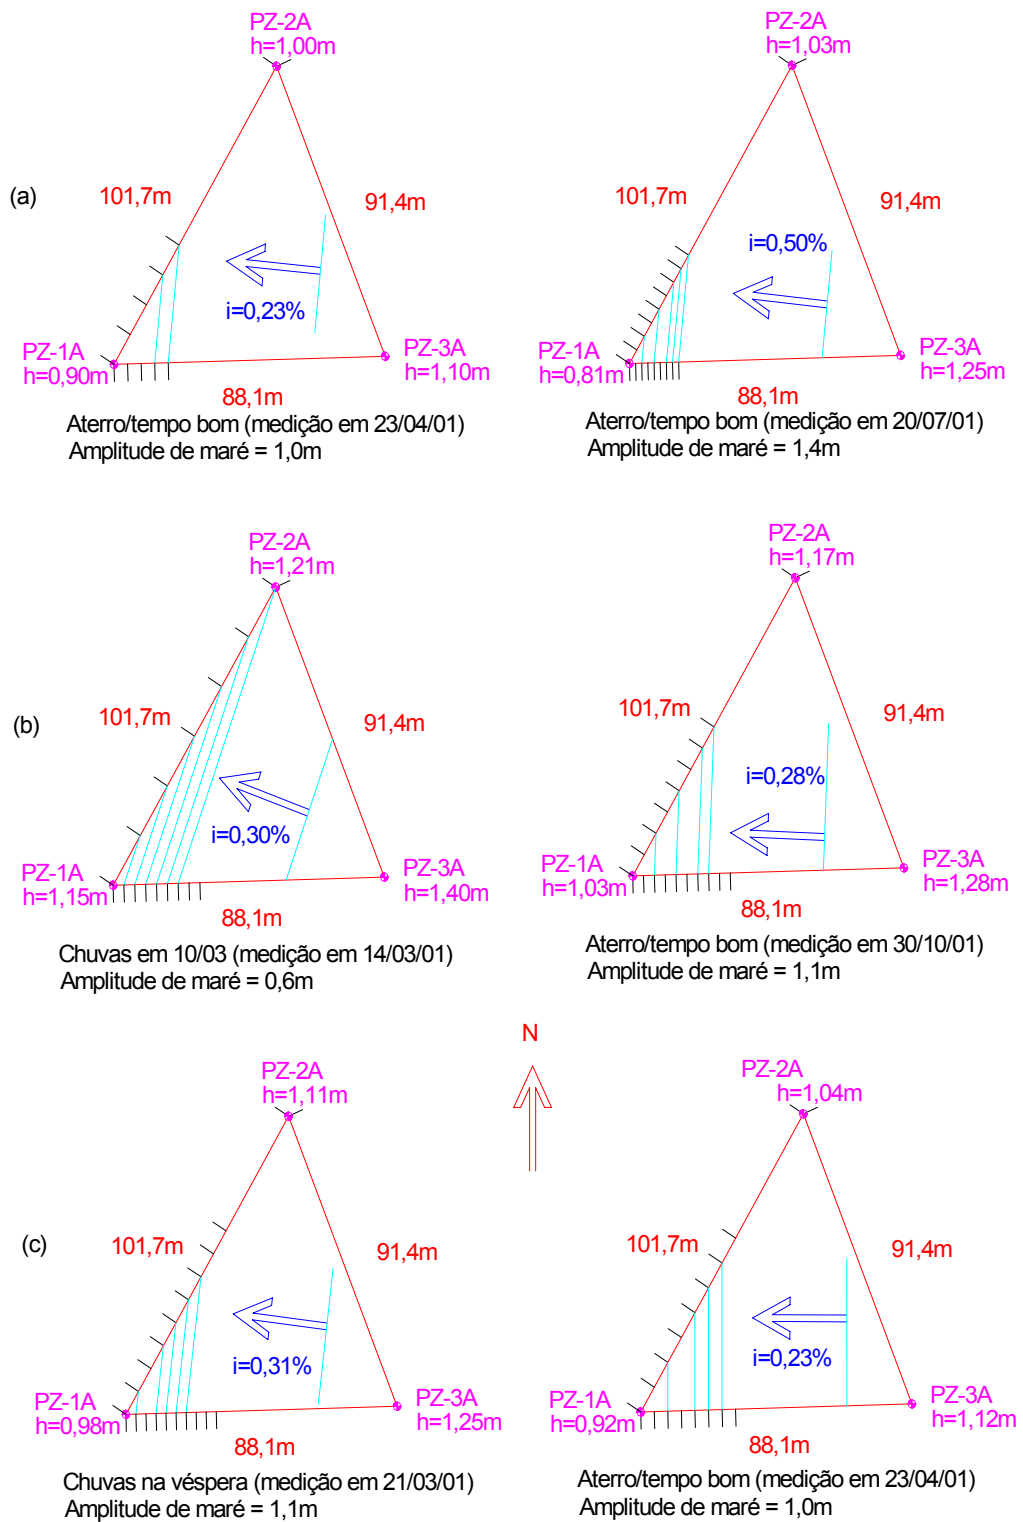 PZ-2A
h=1,00m
(a)
101,7m
91,4m
i=0,23%
PZ-1A
h=0,90m
PZ-3A
h=1,10m
88,1m
Aterro/tempo bom (medição em 23/04/01)
Amplitude de maré = 1,0m
PZ-2A
h=1,03m
101,7m
91,4m
i=0,50%
PZ-1A
h=0,81m
PZ-3A
h=1,25m
88,1m
Aterro/tempo bom (medição em 20/07/01)
Amplitude de maré = 1,4m
PZ-2A
h=1,21m
(b)
101,7m
91,4m
i=0,30%
PZ-1A
h=1,15m
PZ-3A
h=1,40m
88,1m
Chuvas em 10/03 (medição em 14/03/01)
Amplitude de maré = 0,6m
PZ-2A
h=1,17m
101,7m
91,4m
i=0,28%
PZ-1A
h=1,03m
PZ-3A
h=1,28m
88,1m
Aterro/tempo bom (medição em 30/10/01)
Amplitude de maré = 1,1m
N
PZ-2A
h=1,11m
(c)
101,7m
91,4m
i=0,31%
PZ-1A
h=0,98m
PZ-3A
h=1,25m
88,1m
Chuvas na véspera (medição em 21/03/01)
Amplitude de maré = 1,1m
PZ-2A
h=1,04m
101,7m
91,4m
i=0,23%
PZ-1A
h=0,92m
PZ-3A
h=1,12m
88,1m
Aterro/tempo bom (medição em 23/04/01)
Amplitude de maré = 1,0m